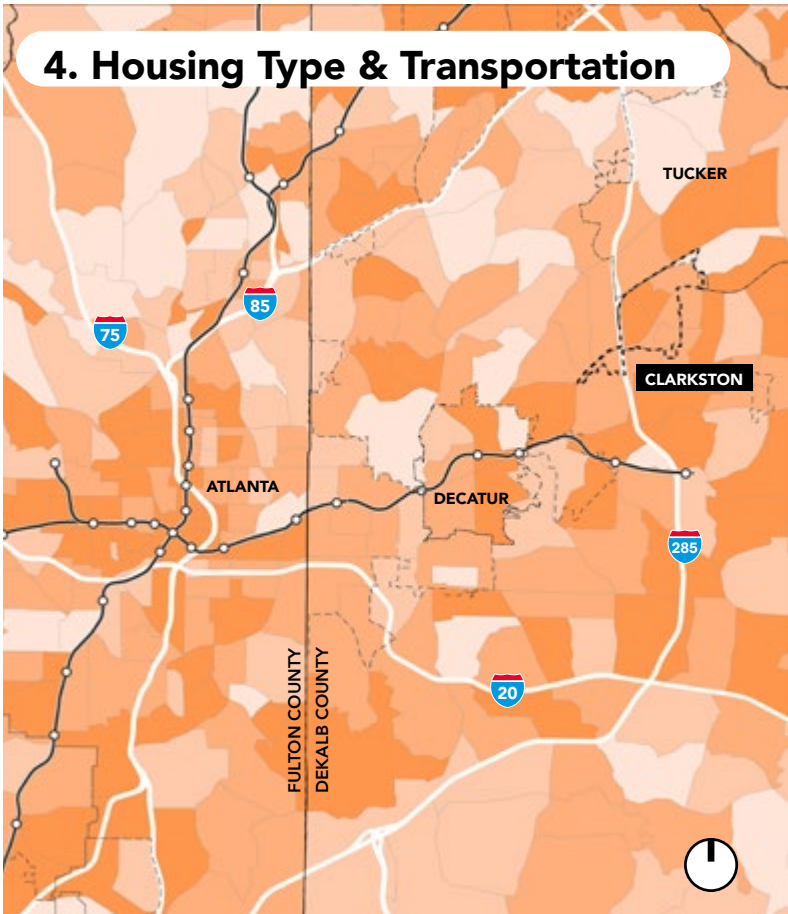 4. Housing Type & Transportation
TUCKER
85
75
CLARKSTON
ATLANTA
DECATUR
285
20
FULTON COUNTY
DEKALB COUNTY